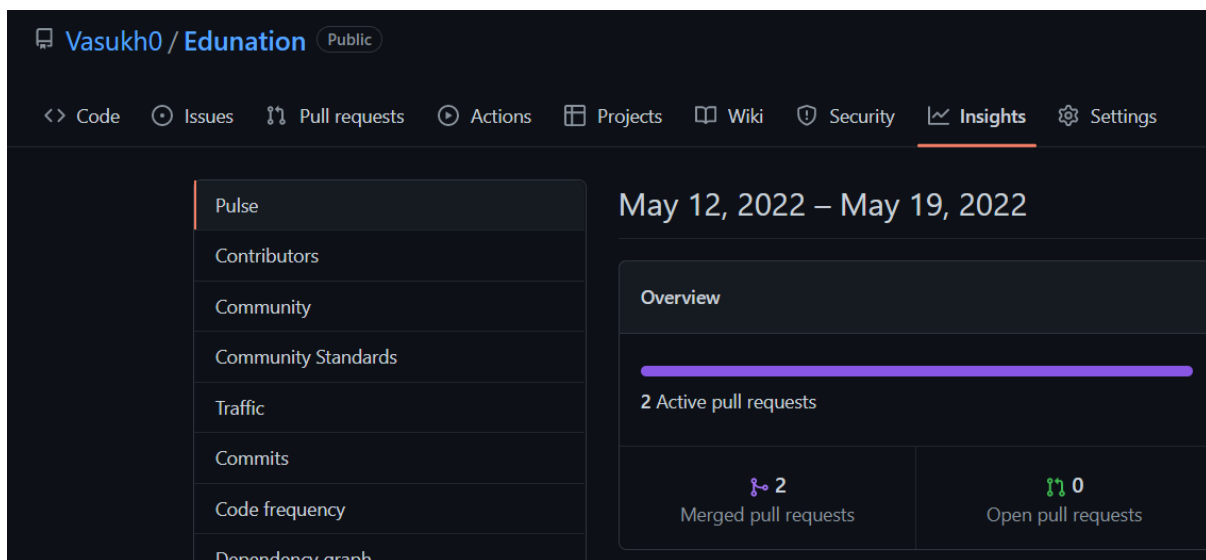 Vasukh0 / Edunation Public
<> Code Issues Pull requests Actions Projects Wiki Security Insights Settings
Pulse
Contributors
Community
Community Standards
Traffic
Commits
Code frequency
Dependency graph
May 12, 2022 – May 19, 2022
Overview
2 Active pull requests
2
Merged pull requests
0
Open pull requests